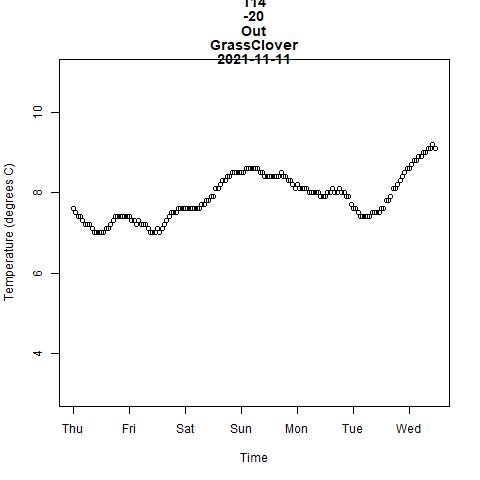 114
-20
Out
GrassClover
2021-11-11
10
8
6
4
Temperature (degrees C)
Thu Fri Sat Sun Mon Tue Wed
Time